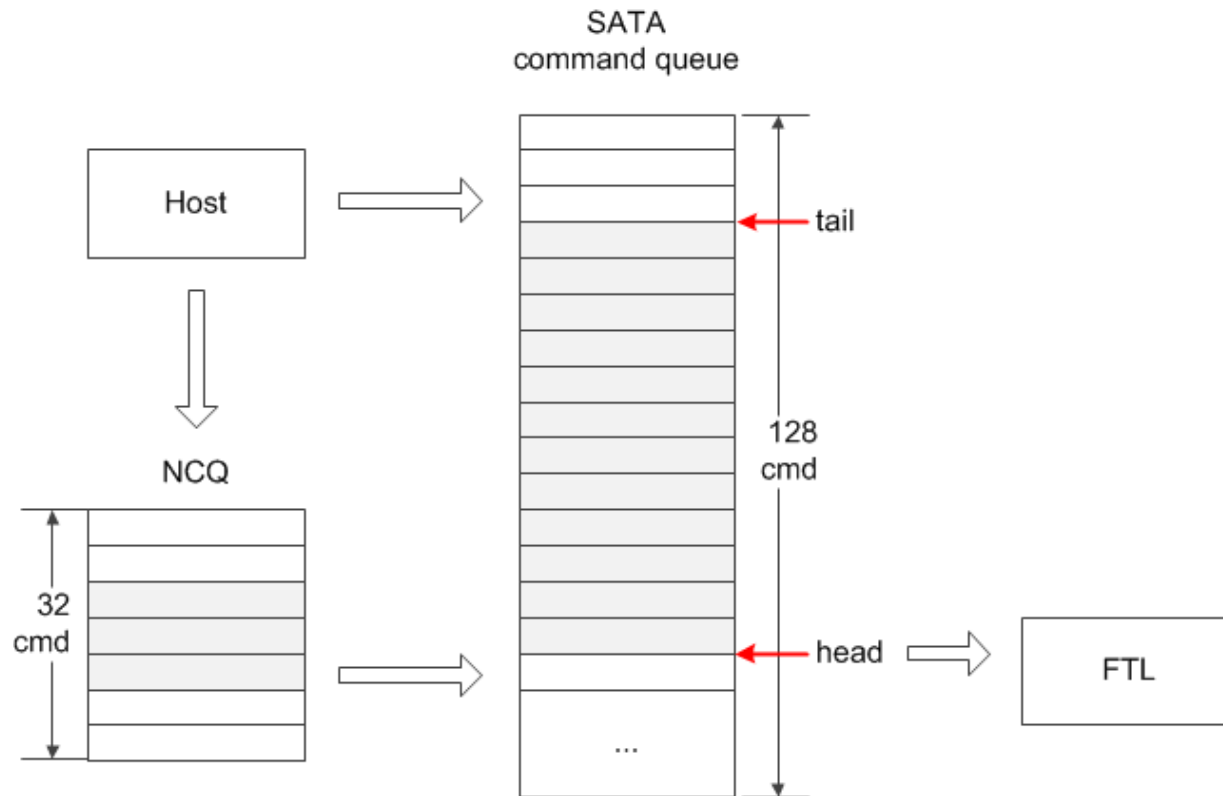 SATA
command queue
Host
tail
128
cmd
NCQ
32
cmd
head
FTL
...